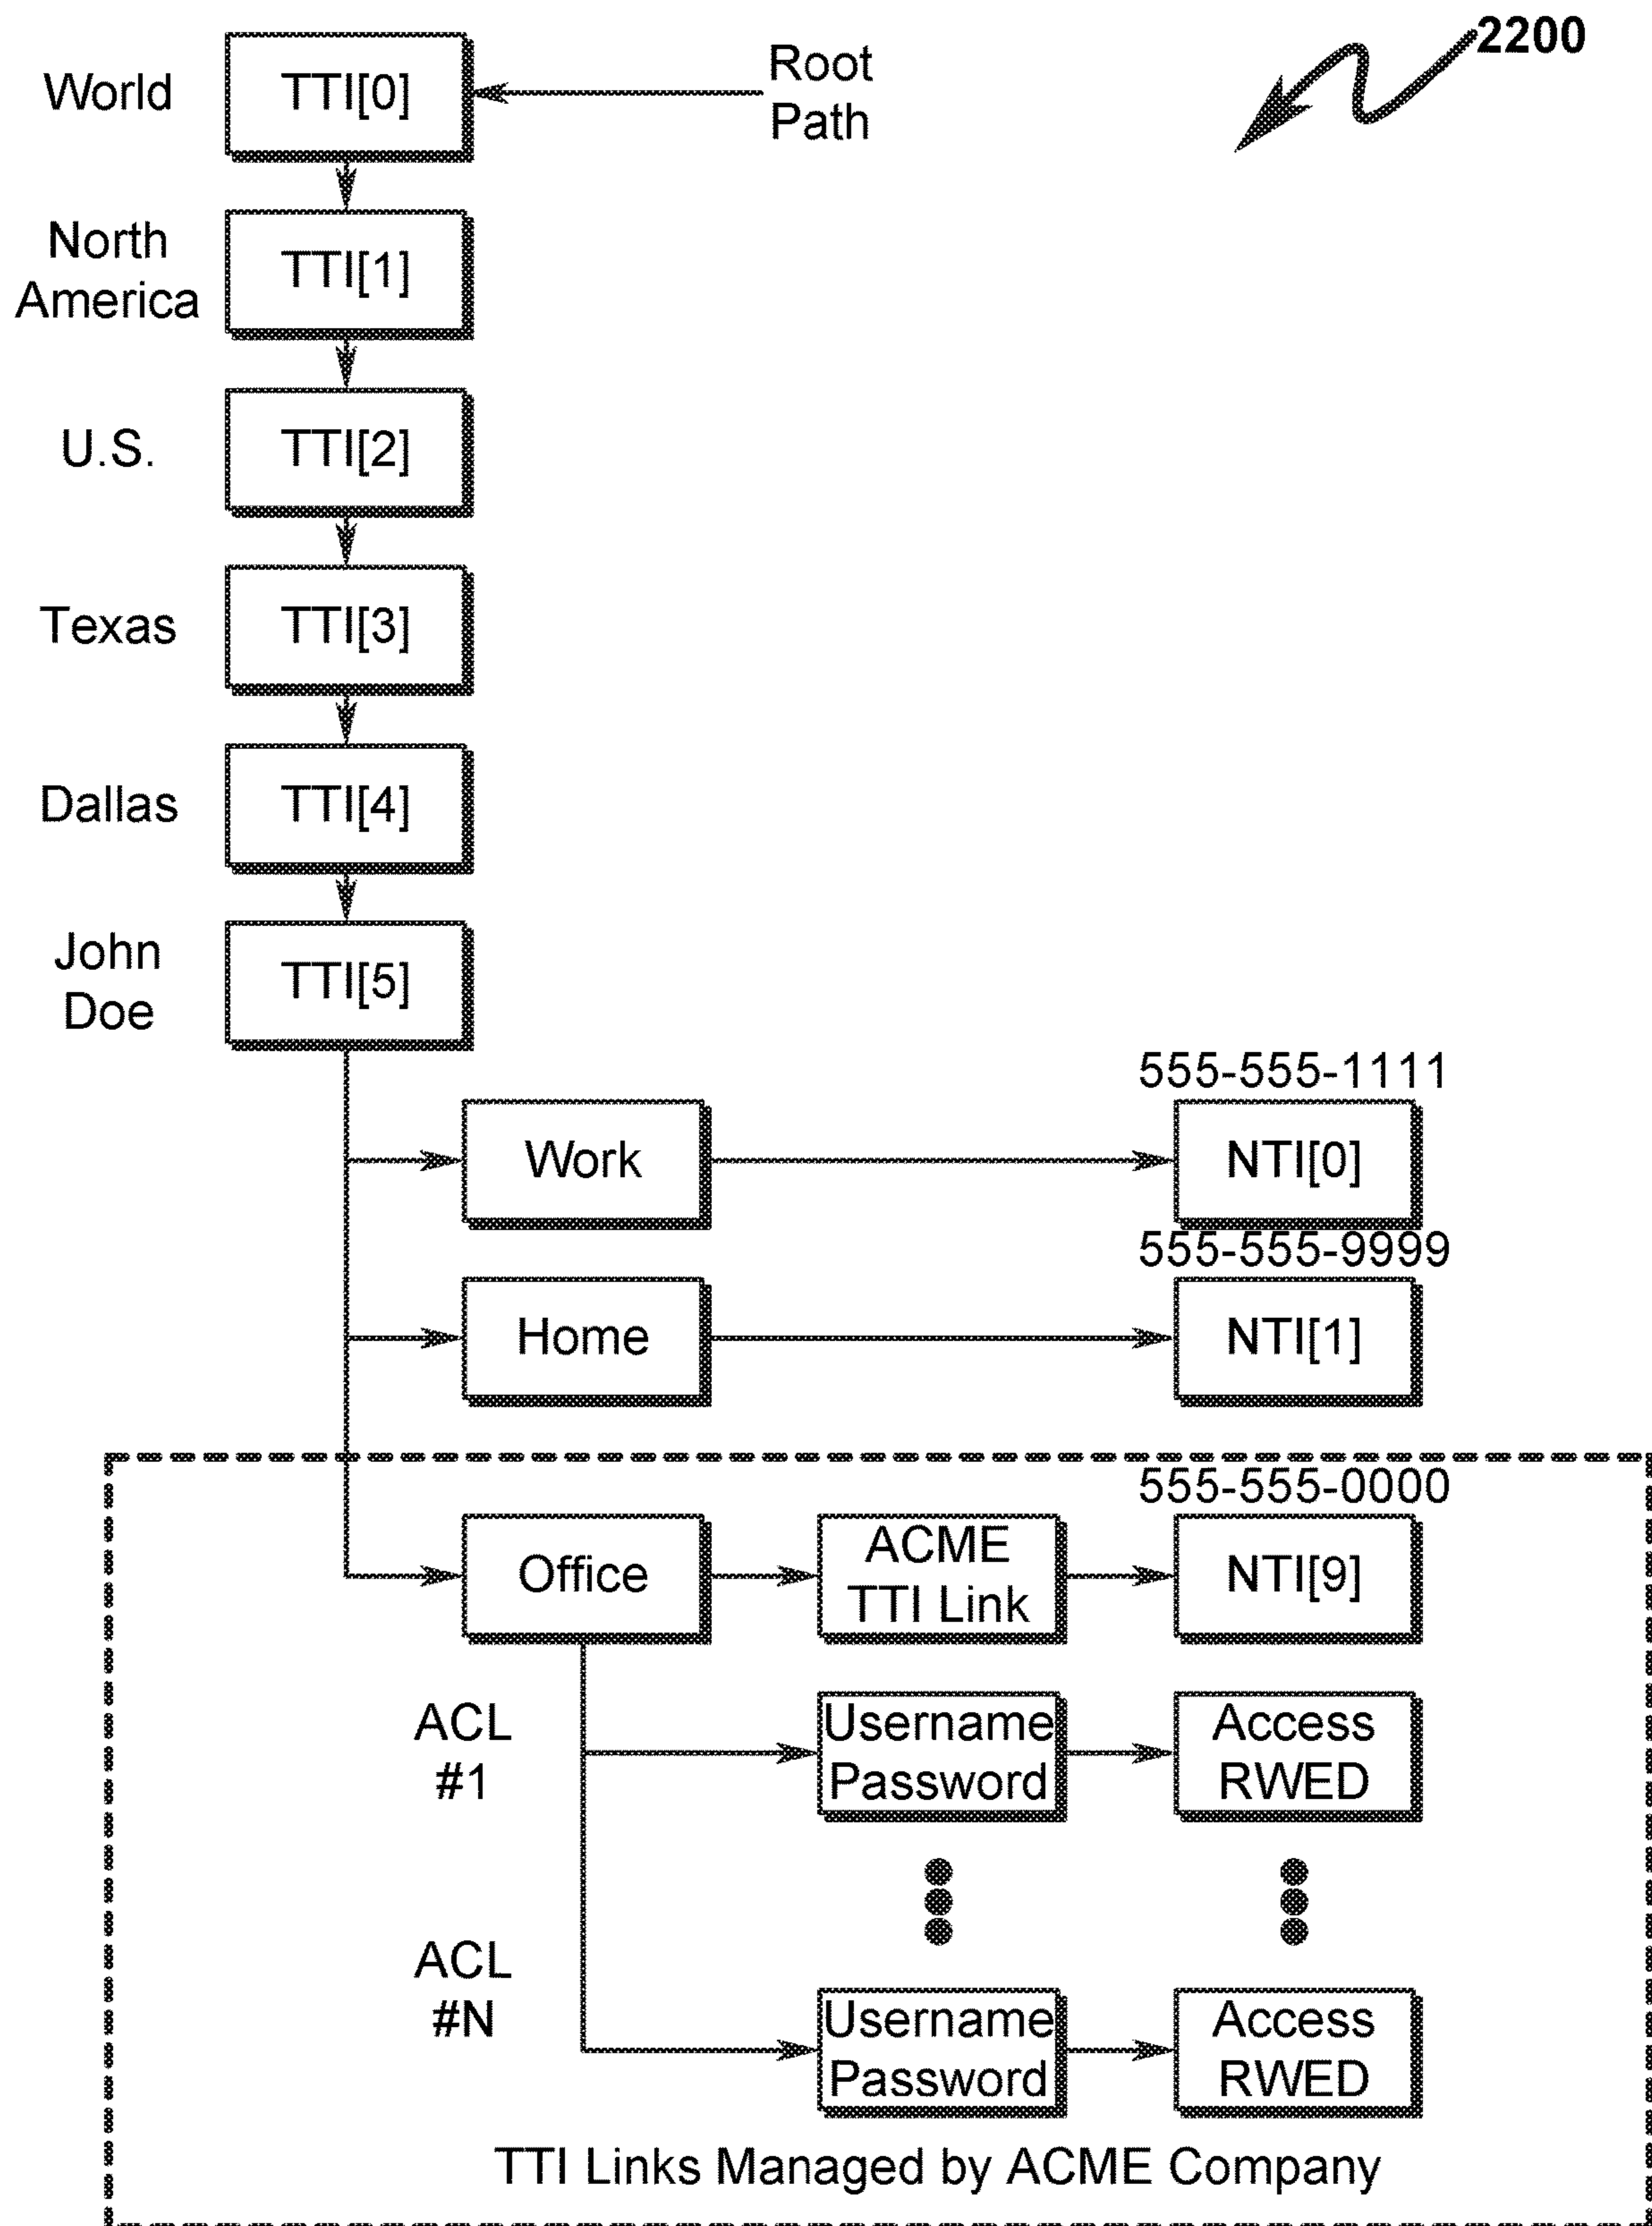 2200
World
TTI[0]
Root
Path
North
America
TTI[1]
U.S.
TTI[2]
Texas
TTI[3]
Dallas
TTI[4]
John
Doe
TTI[5]
555-555-1111
Work
NTI[0]
555-555-9999
Home
NTI[1]
555-555-0000
Office
ACME
TTI Link
NTI[9]
ACL
#1
Username
Password
Access
RWED
ACL
#N
Username
Password
Access
RWED
TTI Links Managed by ACME Company